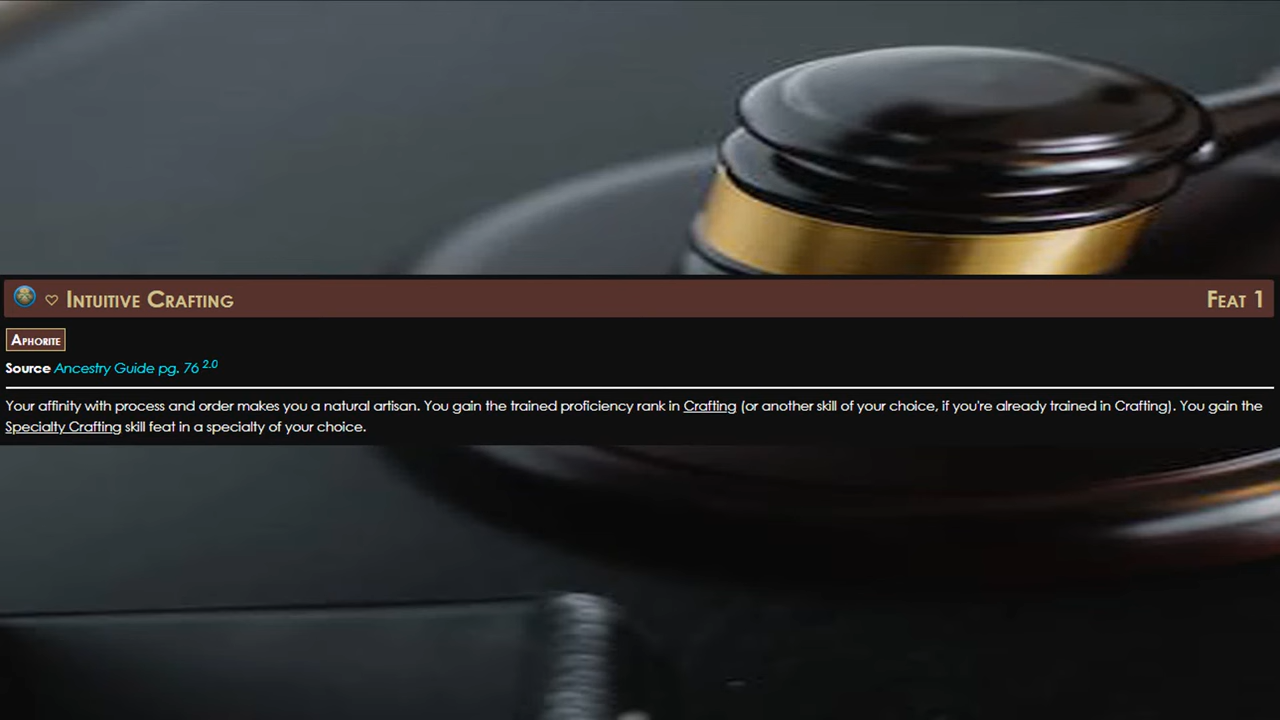 Intuitive Crafting Feat 1
Aphorite
Source Ancestry Guide pg. 76 2.0
Your affinity with process and order makes you a natural artisan. You gain the trained proficiency rank in Crafting (or another skill of your choice, if you're already trained in Crafting). You gain the
Specialty Crafting skill feat in a specialty of your choice.